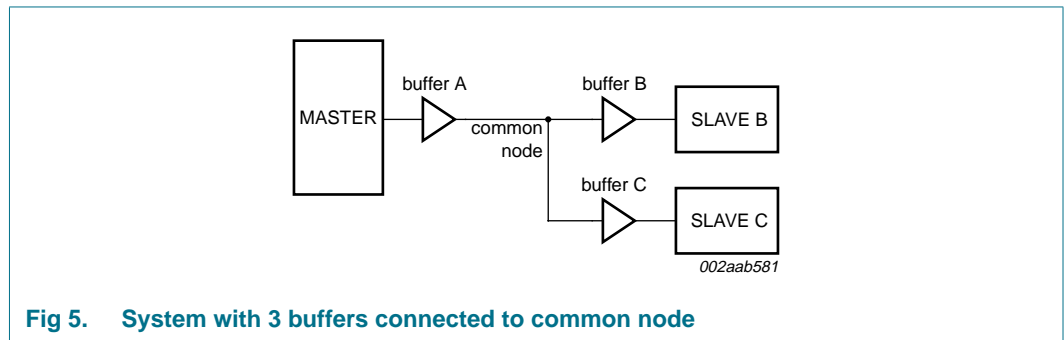 buffer A
buffer B
MASTER
common
node
SLAVE B
buffer C
SLAVE C
002aab581
Fig 5. System with 3 buffers connected to common node